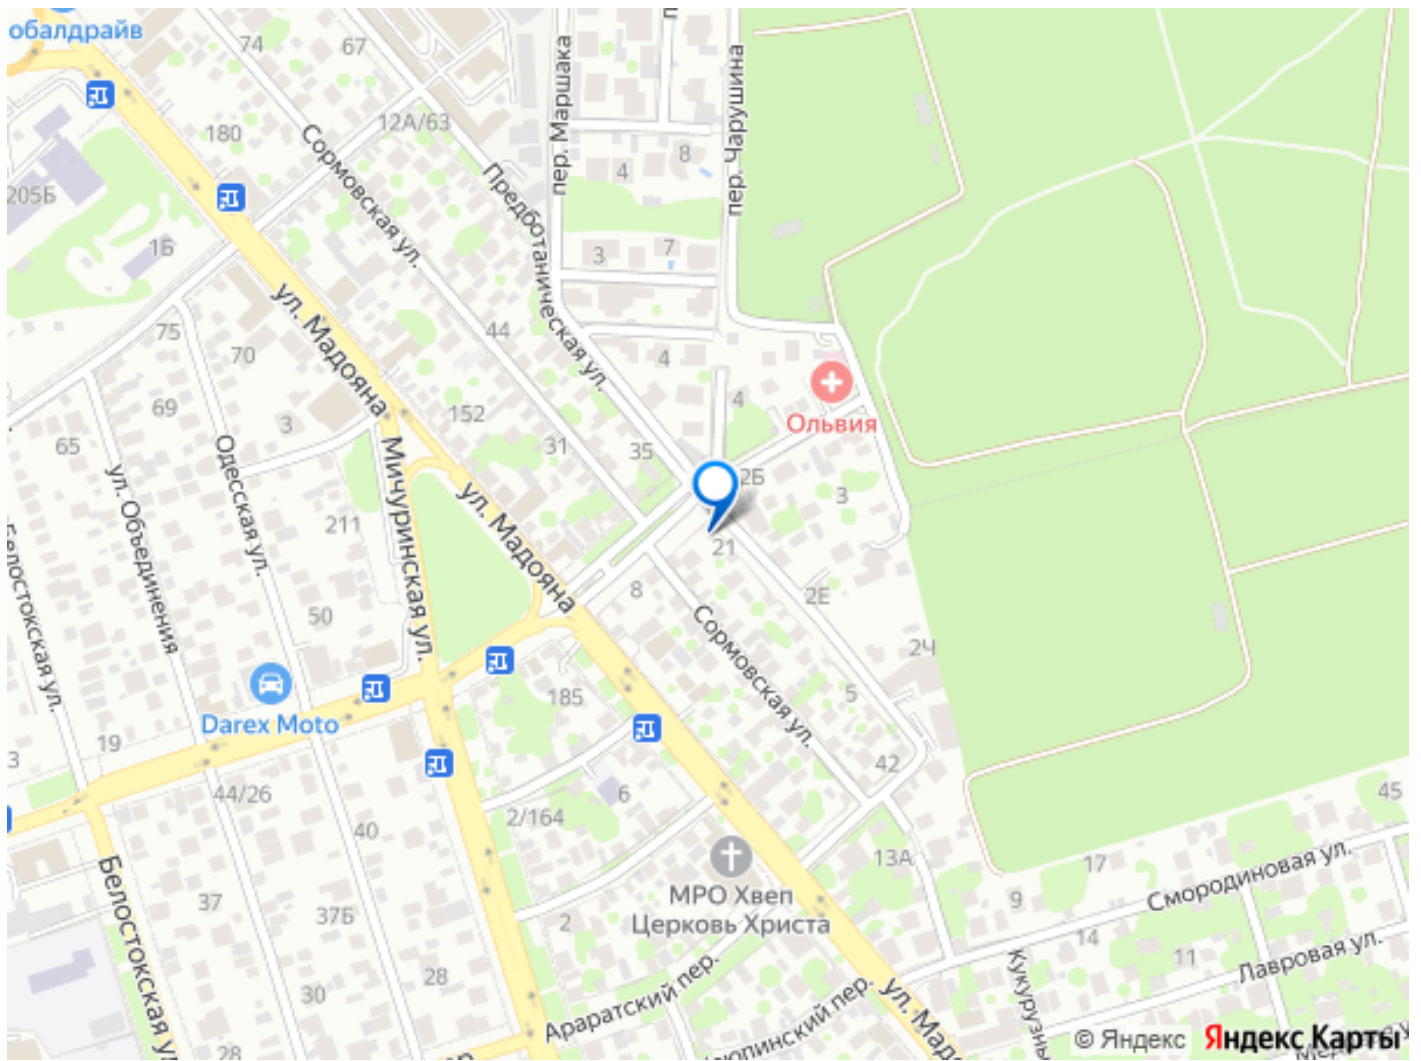 обалдрайв
74
67
пер. Маршака
пер. Чарушина
12А/63
180
Сормовская ул.
8
4
205Б
Предботаническая ул.
1Б
3
7
ул. Мадояна
75
44
70
4
152
4
69
3
Ольвия
65
Одесская ул.
Мичуринская ул.
31
35
2Б
ул. Объединения
211
ул. Мадояна
3
21
Белостокская ул.
8
2Е
50
Сормовская ул.
2Ч
185
5
Darex Moto
19
3
42
44/26
6
45
2/164
40
13А
17
Смородиновая ул.
Белостокская ул
МРО Хвеп
Церковь Христа
37
37Б
2
9
14
11
Лавровая ул.
28
30
Араратский пер.
ул. Мадо
Кукурузны
28
© Яндекс
Яндекс Карты